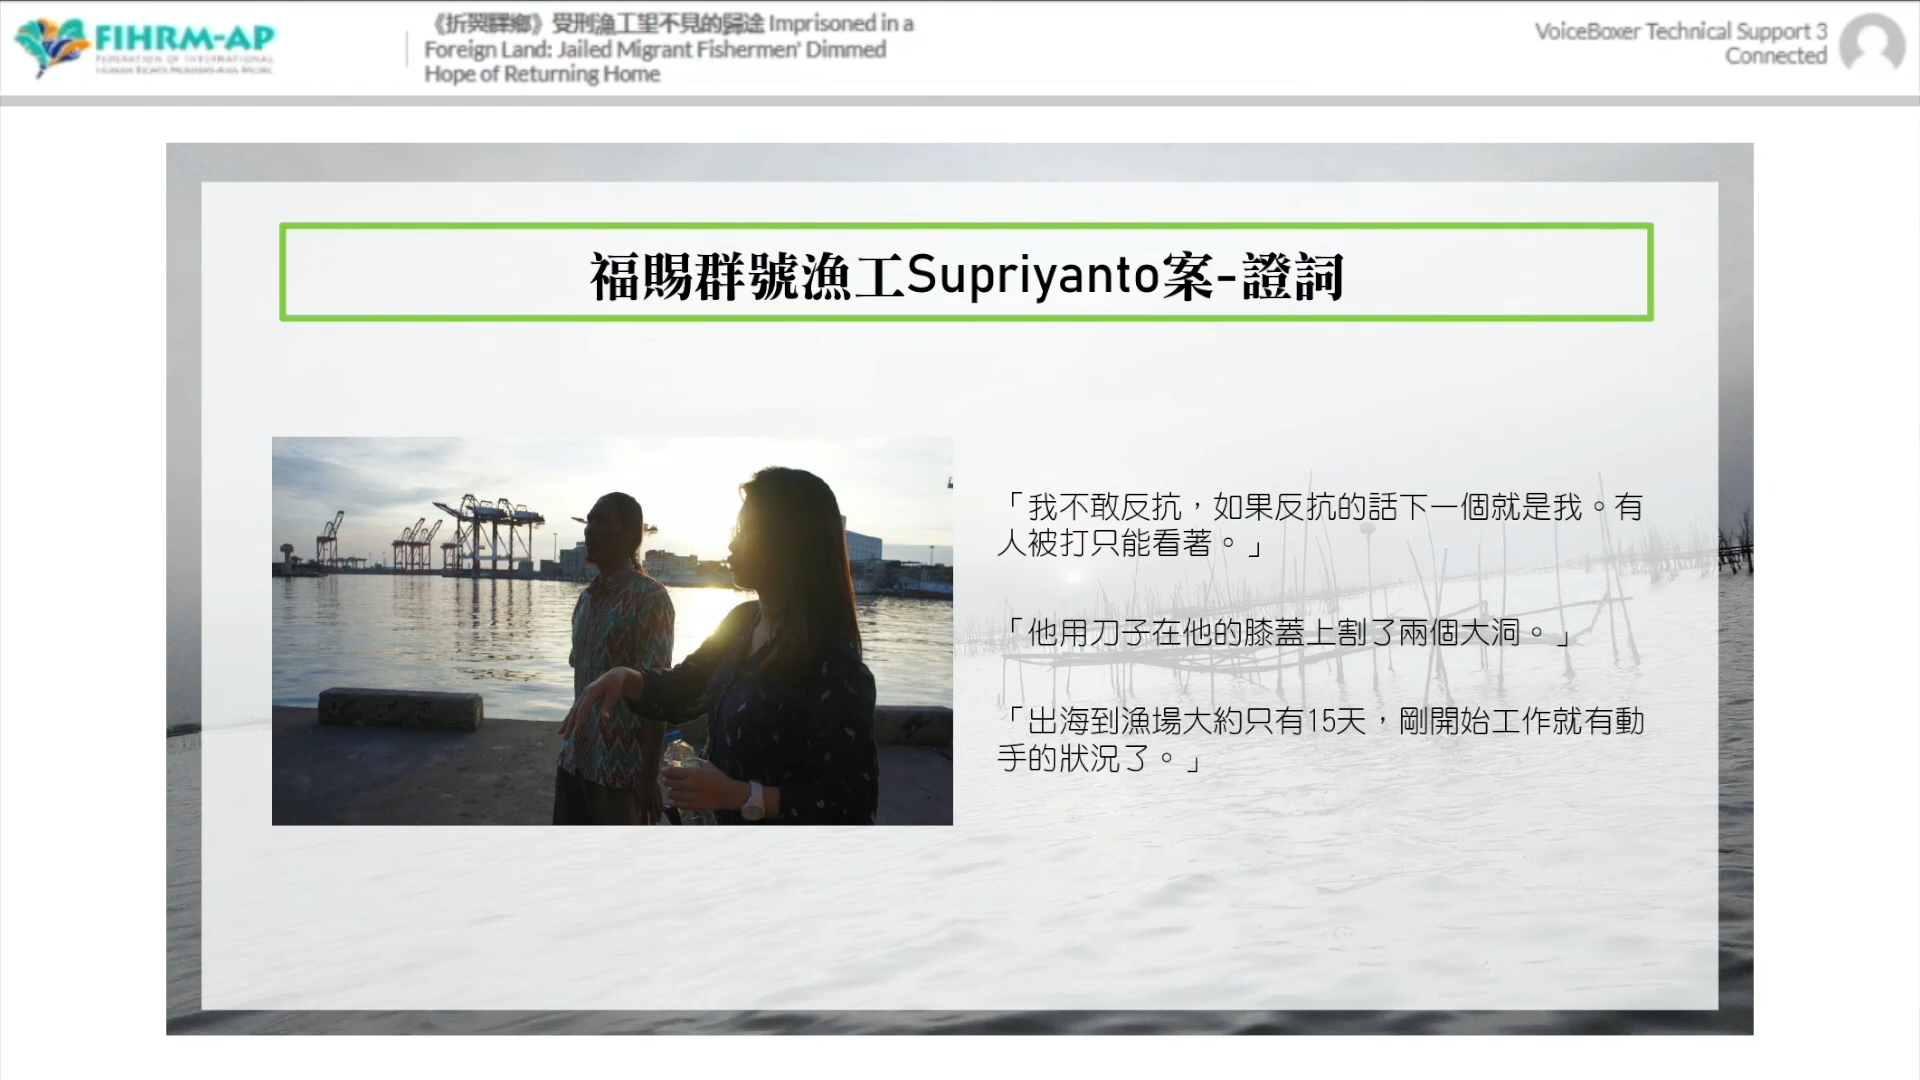 FIHRM-AP
FEDERATION OF INTERNATIONAL
HUMAN RIGHTS MUSEUMS-ASIA PACIFIC
《折翼驛鄉》受刑漁工望不見的歸途 Imprisoned in a
Foreign Land: Jailed Migrant Fishermen' Dimmed
Hope of Returning Home
VoiceBoxer Technical Support 3
Connected
福賜群號漁工Supriyanto案-證詞
「我不敢反抗，如果反抗的話下一個就是我。有
人被打只能看著。」
「他用刀子在他的膝蓋上割了兩個大洞。」
「出海到漁場大約只有15天，剛開始工作就有動
手的狀況了。」